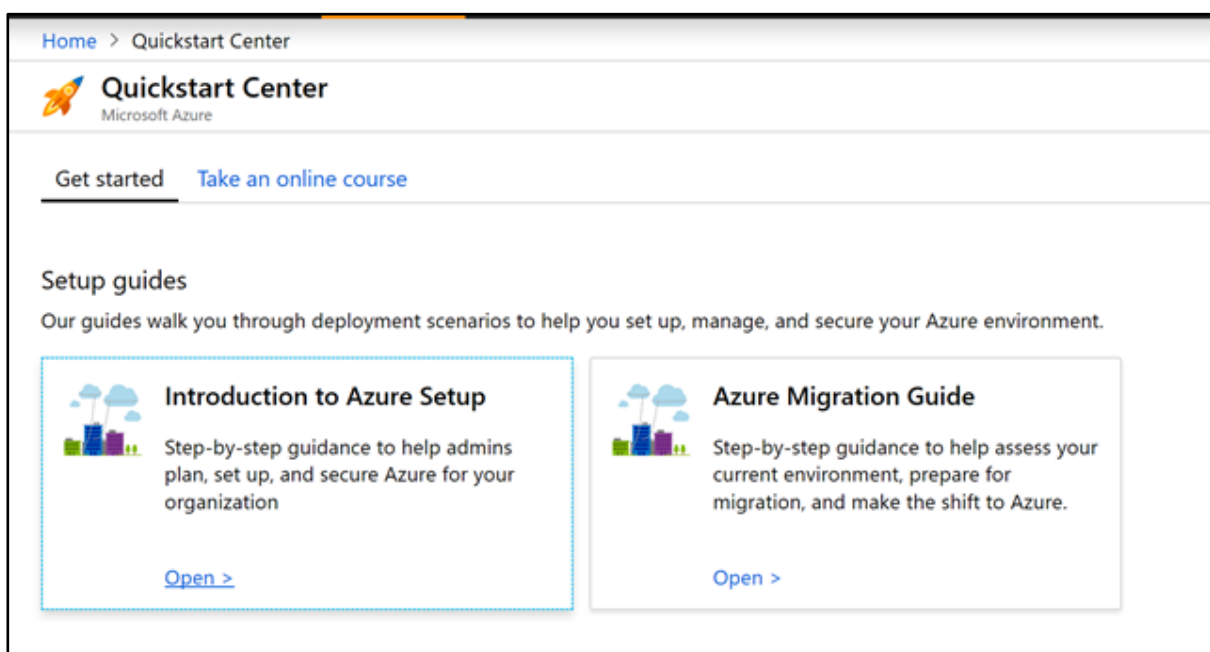 Home > Quickstart Center
Quickstart Center
Microsoft Azure
Get started Take an online course
Setup guides
Our guides walk you through deployment scenarios to help you set up, manage, and secure your Azure environment.
Introduction to Azure Setup
Step-by-step guidance to help admins
plan, set up, and secure Azure for your
organization
Open >
Azure Migration Guide
Step-by-step guidance to help assess your
current environment, prepare for
migration, and make the shift to Azure.
Open >